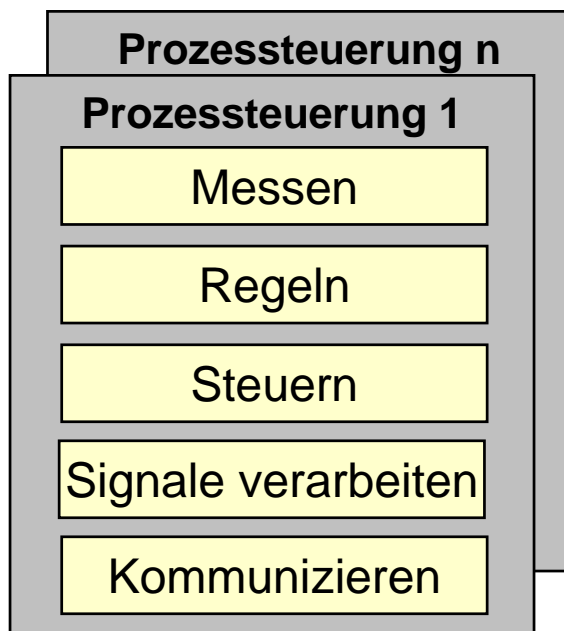 Prozessteuerung n
Prozessteuerung 1
Messen
Regeln
Steuern
Signale verarbeiten
Kommunizieren